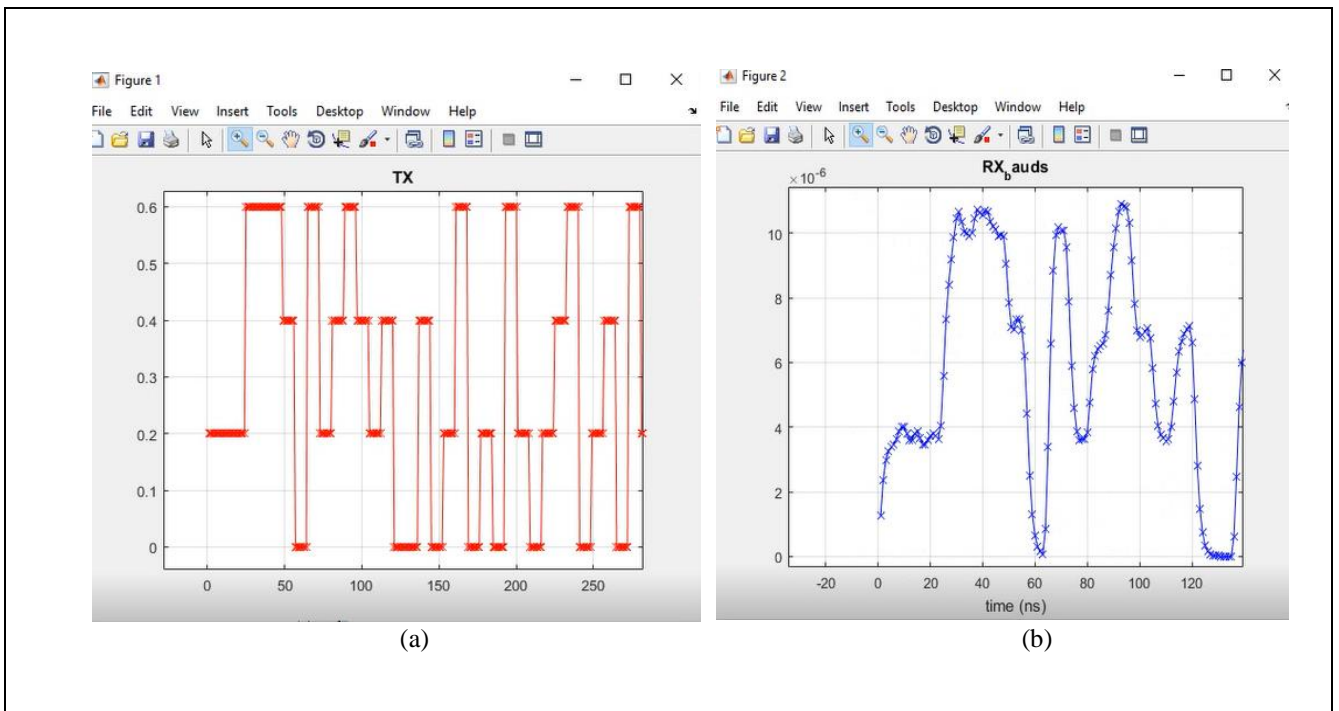 Figure 1
File Edit View Insert Tools Desktop Window Help
TX
0.6
0.5
0.4
0.3
0.2
0.1
0
0 50 100 150 200 250
(a)
Figure 2
File Edit View Insert Tools Desktop Window Help
RX_bauds
×10^-6
10
8
6
4
2
0
-20 0 20 40 60 80 100 120
time (ns)
(b)